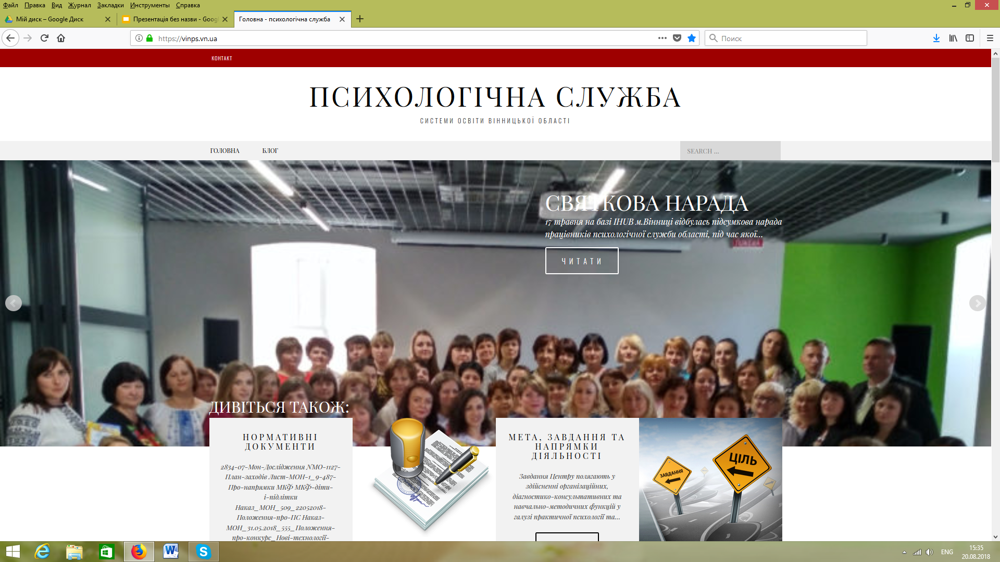 Файл Правка Вид Журнал Закладки Инструменты Справка
Мій диск – Google Диск
Презентація без назви - Goog
Головна - психологічна служба
https://vinps.vn.ua
Поиск
КОНТАКТ
ПСИХОЛОГІЧНА СЛУЖБА
СИСТЕМИ ОСВІТИ ВІННИЦЬКОЇ ОБЛАСТІ
ГОЛОВНА БЛОГ
SEARCH ...
СВЯТКОВА НАРАДА
17 травня на базі IHUB м.Вінниці відбулась підсумкова нарада
працівників психологічної служби області, під час якої...
ЧИТАТИ
ДИВІТЬСЯ ТАКОЖ:
НОРМАТИВНІ
ДОКУМЕНТИ
2834-07-Мон-Дослідження NМО-1127-
План-заходів Лист-МОН-1_9-487-
Про-напрямки МКФ МКФ-діти-
і-підлітки
Наказ_МОН_509_22052018-
Положення-про-ПС Наказ-
МОН_31.05.2018_555_Положення-
про-конкурс_Нові-технології-
МЕТА, ЗАВДАННЯ ТА
НАПРЯМКИ
ДІЯЛЬНОСТІ
Завдання Центру полягають у
здійсненні організаційних,
діагностико-консультативних та
навчально-методичних функцій у
галузі практичної психології та...
ЗАВДАННЯ
ЦІЛЬ
ENG
15:35
20.08.2018